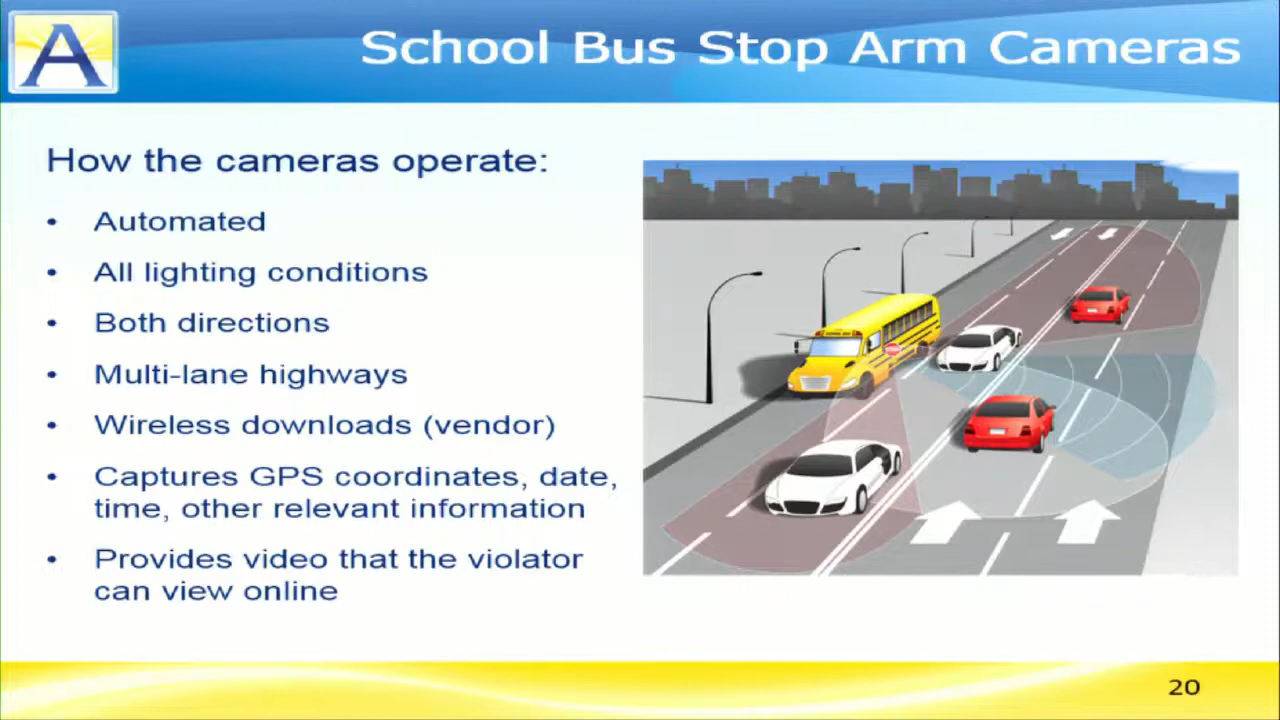 A
School Bus Stop Arm Cameras
How the cameras operate:
• Automated
• All lighting conditions
• Both directions
• Multi-lane highways
• Wireless downloads (vendor)
• Captures GPS coordinates, date,
time, other relevant information
• Provides video that the violator
can view online
STOP
20